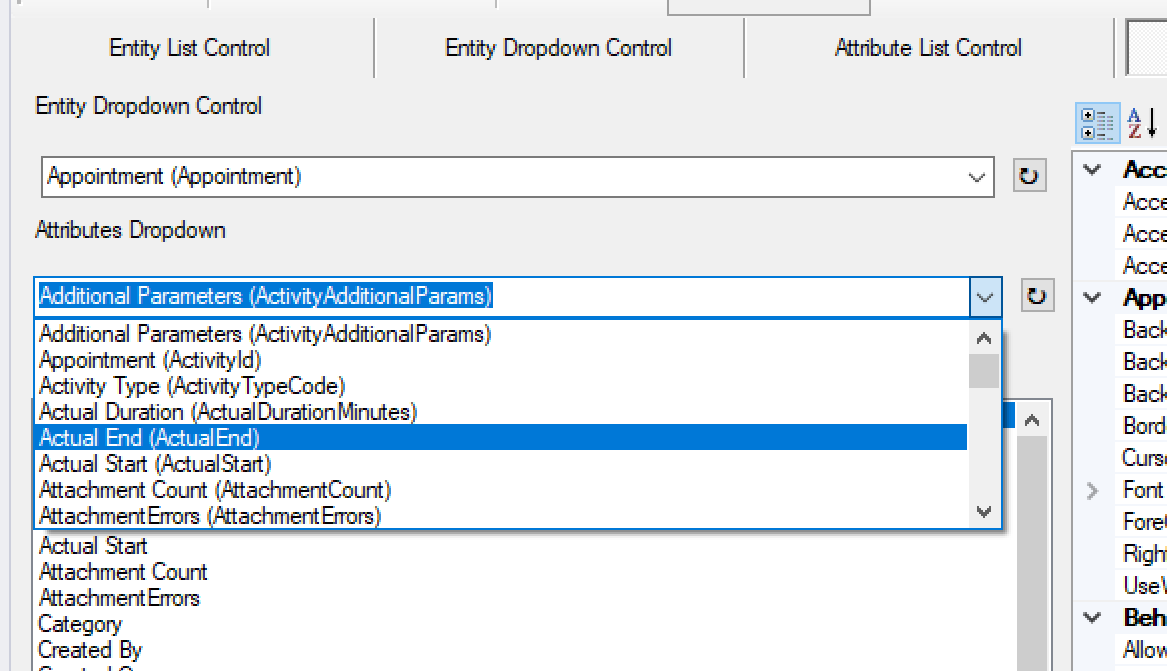 Entity List Control
Entity Dropdown Control
Attribute List Control
Entity Dropdown Control
Appointment (Appointment)
Attributes Dropdown
Additional Parameters (ActivityAdditionalParams)
Additional Parameters (ActivityAdditionalParams)
Appointment (ActivityId)
Activity Type (ActivityTypeCode)
Actual Duration (ActualDurationMinutes)
Actual End (ActualEnd)
Actual Start (ActualStart)
Attachment Count (AttachmentCount)
AttachmentErrors (AttachmentErrors)
Actual Start
Attachment Count
AttachmentErrors
Category
Created By
A
Z
Acc
Acce
Acce
Acce
App
Back
Back
Back
Bord
Curs
Font
Fore
Right
Use
Beh
Allow